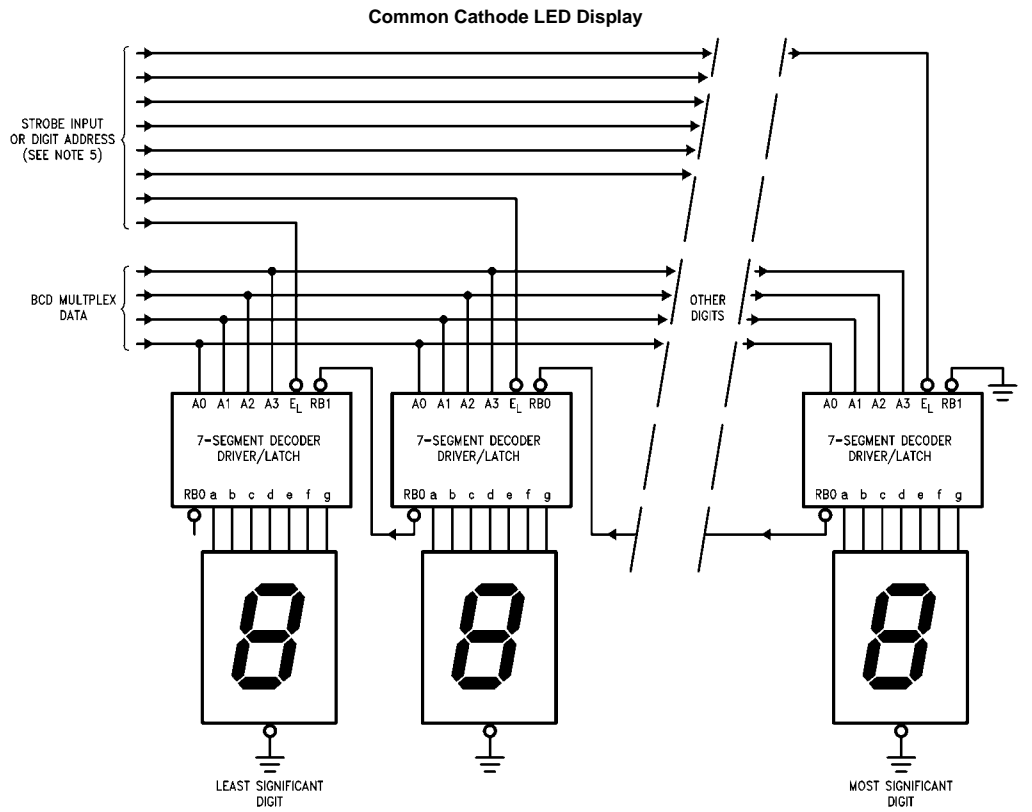 Common Cathode LED Display
STROBE INPUT
OR DIGIT ADDRESS
(SEE NOTE 5)
BCD MULTPLEX
DATA
OTHER
DIGITS
A0 A1 A2 A3 EL RB1
7-SEGMENT DECODER
DRIVER/LATCH
RB0 a b c d e f g
A0 A1 A2 A3 EL RB0
7-SEGMENT DECODER
DRIVER/LATCH
RB0 a b c d e f g
A0 A1 A2 A3 EL RB1
7-SEGMENT DECODER
DRIVER/LATCH
RB0 a b c d e f g
8
8
8
LEAST SIGNIFICANT
DIGIT
MOST SIGNIFICANT
DIGIT